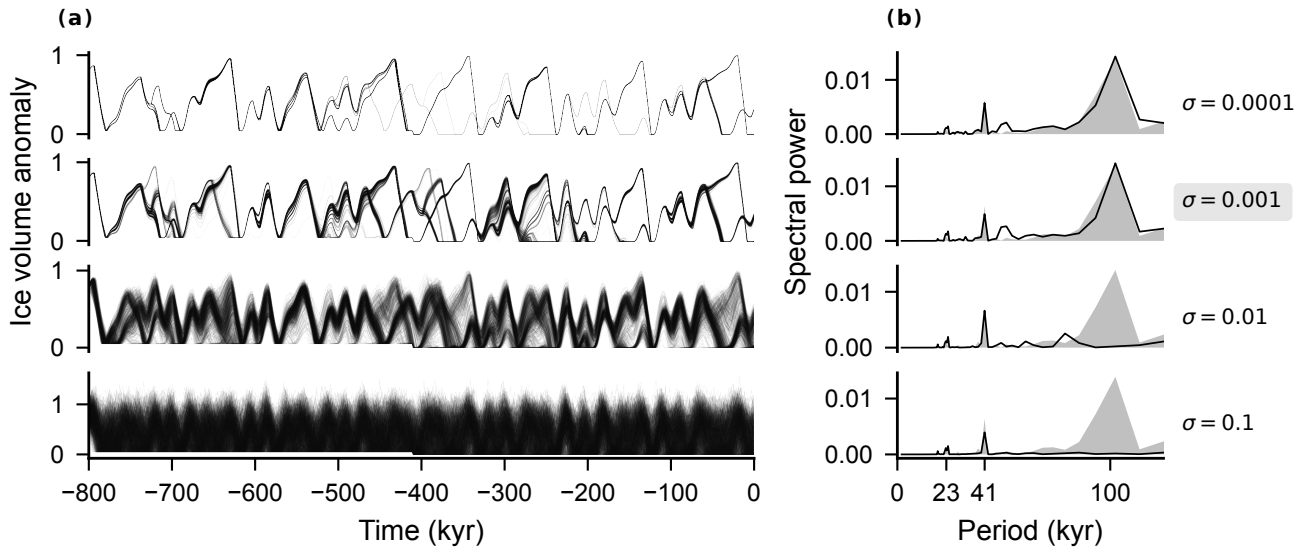 (a)
(b)
Ice volume anomaly
1
0
1
0
1
0
1
0
−800
−700
−600
−500
−400
−300
−200
−100
0
Time (kyr)
Spectral power
0.01
0.00
0.01
0.00
0.01
0.00
0.01
0.00
0
23
41
100
Period (kyr)
σ = 0.0001
σ = 0.001
σ = 0.01
σ = 0.1